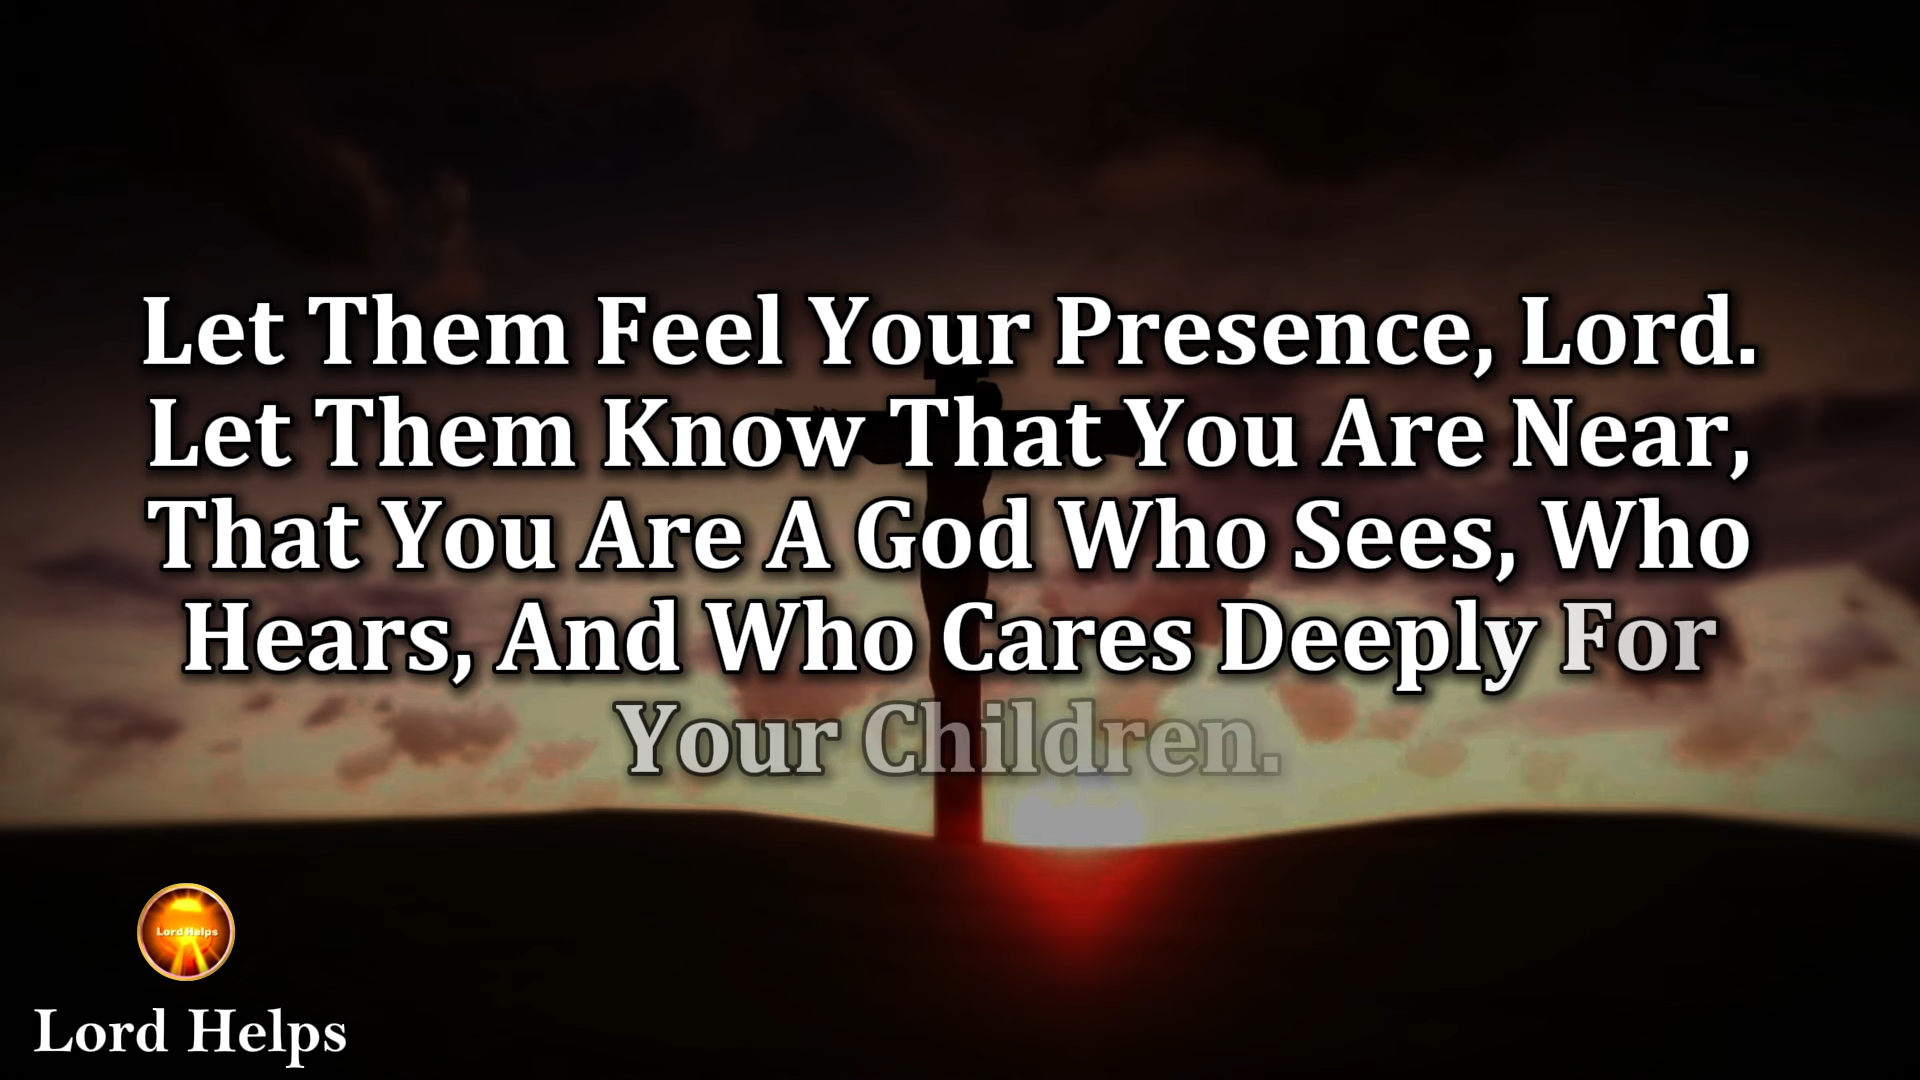 Let Them Feel Your Presence, Lord.
Let Them Know That You Are Near,
That You Are A God Who Sees, Who
Hears, And Who Cares Deeply For
Your Children.
Lord Helps
Lord Helps